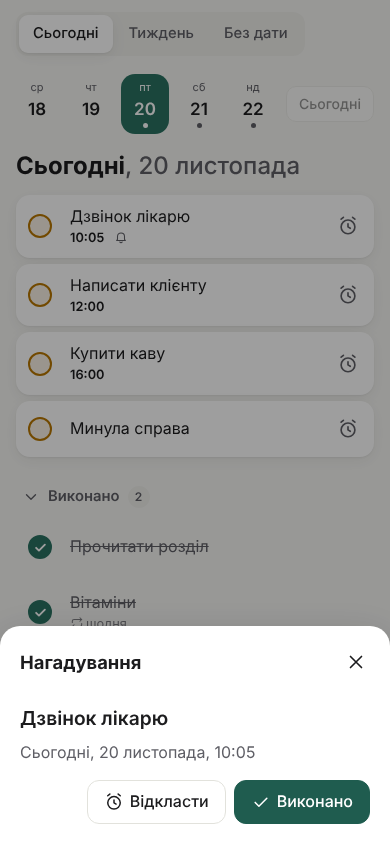 Сьогодні Тиждень Без дати
ср чт пт сб нд
18 19 20 21 22 Сьогодні
Сьогодні, 20 листопада
Дзвінок лікарю
10:05
Написати клієнту
12:00
Купити каву
16:00
Минула справа
Виконано 2
Прочитати розділ
Вітаміни
щодня
Нагадування
Дзвінок лікарю
Сьогодні, 20 листопада, 10:05
Відкласти Виконано